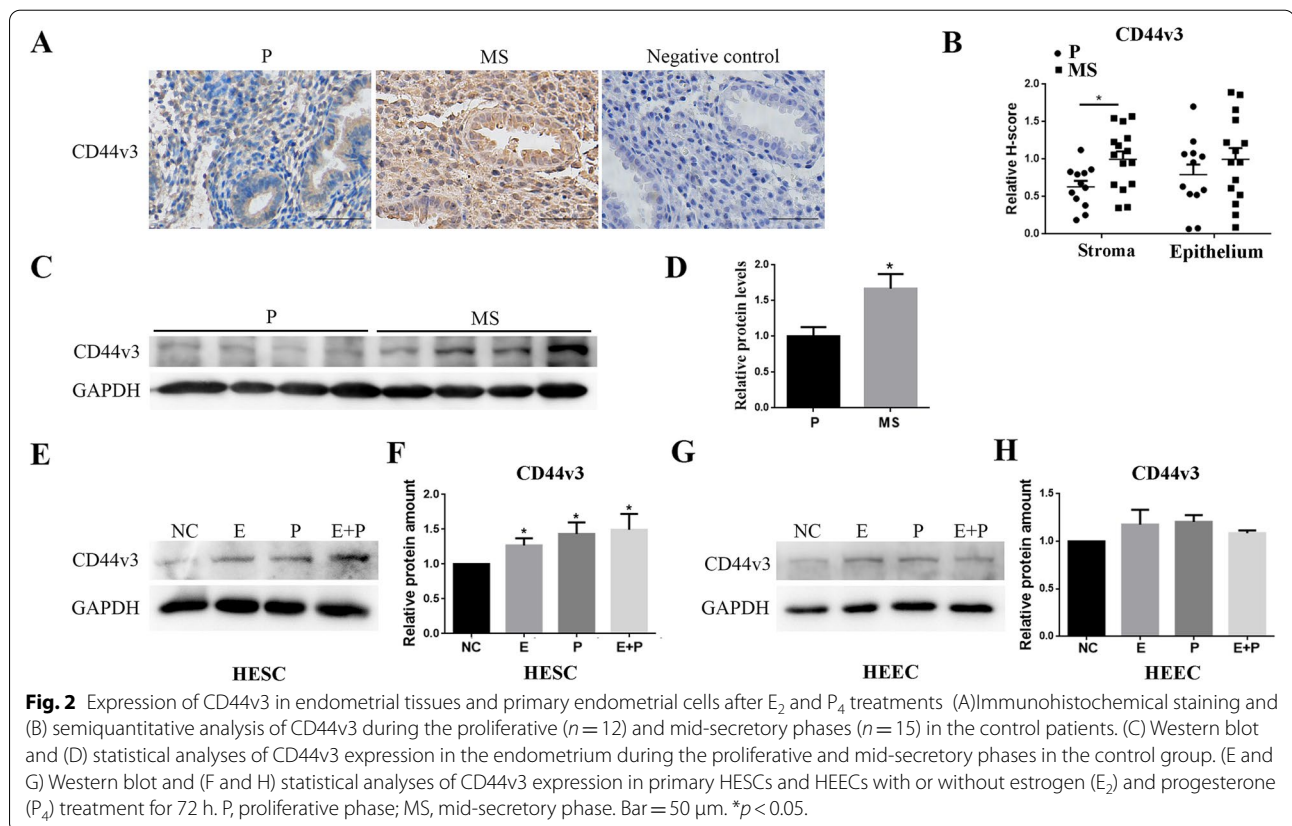 A
P
MS
Negative control
CD44v3
B
CD44v3
P
MS
*
Relative H-score
2.0
1.5
1.0
0.5
0.0
Stroma
Epithelium
C
P
MS
CD44v3
GAPDH
D
*
Relative protein levels
2.0
1.5
1.0
0.5
0.0
P
MS
E
NC
E
P
E+P
CD44v3
GAPDH
HESC
F
CD44v3
Relative protein amount
2.0
1.5
1.0
0.5
0.0
*
*
*
NC
E
P
E+P
HESC
G
NC
E
P
E+P
CD44v3
GAPDH
HEEC
H
CD44v3
Relative protein amount
1.5
1.0
0.5
0.0
NC
E
P
E+P
HEEC
Fig. 2 Expression of CD44v3 in endometrial tissues and primary endometrial cells after E₂ and P₄ treatments (A)Immunohistochemical staining and
(B) semiquantitative analysis of CD44v3 during the proliferative (n = 12) and mid-secretory phases (n = 15) in the control patients. (C) Western blot
and (D) statistical analyses of CD44v3 expression in the endometrium during the proliferative and mid-secretory phases in the control group. (E and
G) Western blot and (F and H) statistical analyses of CD44v3 expression in primary HESCs and HEECs with or without estrogen (E₂) and progesterone
(P₄) treatment for 72 h. P, proliferative phase; MS, mid-secretory phase. Bar = 50 μm. *p < 0.05.